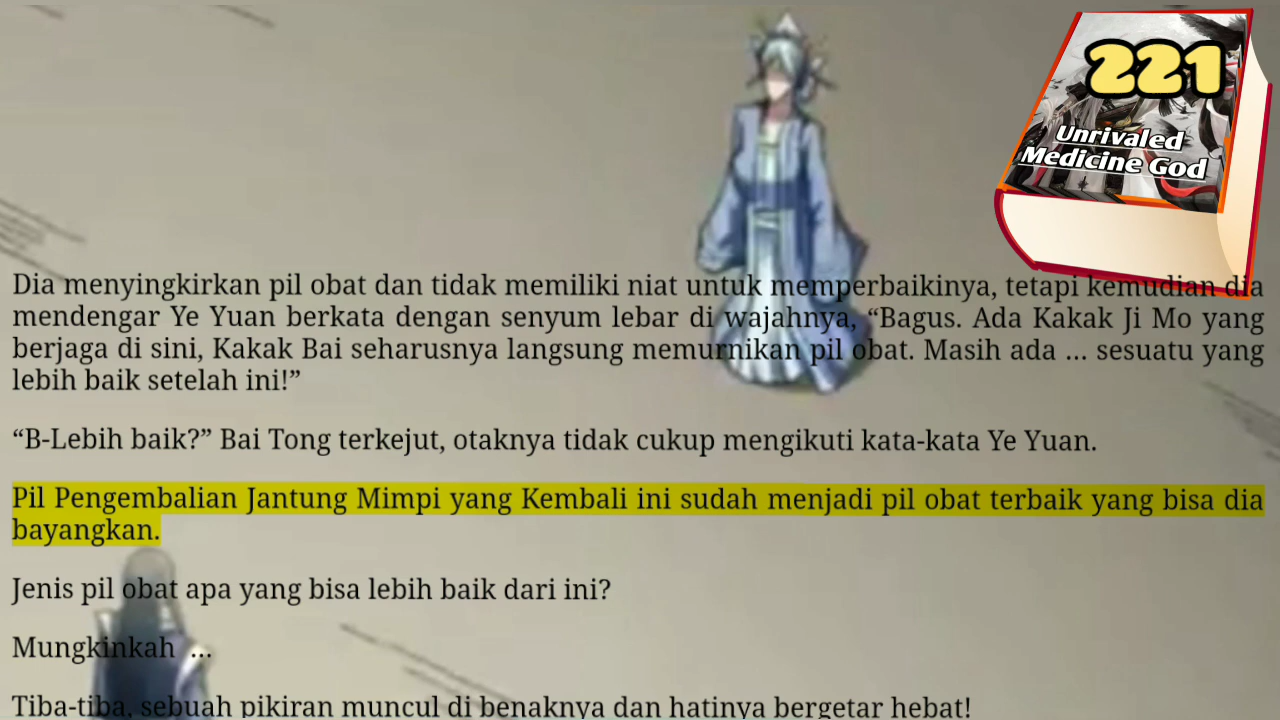 221
Unrivaled
Medicine God
Dia menyingkirkan pil obat dan tidak memiliki niat untuk memperbaikinya, tetapi kemudian dia
mendengar Ye Yuan berkata dengan senyum lebar di wajahnya, “Bagus. Ada Kakak Ji Mo yang
berjaga di sini, Kakak Bai seharusnya langsung memurnikan pil obat. Masih ada ... sesuatu yang
lebih baik setelah ini!”
“B-Lebih baik?” Bai Tong terkejut, otaknya tidak cukup mengikuti kata-kata Ye Yuan.
Pil Pengembalian Jantung Mimpi yang Kembali ini sudah menjadi pil obat terbaik yang bisa dia
bayangkan.
Jenis pil obat apa yang bisa lebih baik dari ini?
Mungkinkah ...
Tiba-tiba, sebuah pikiran muncul di benaknya dan hatinya bergetar hebat!